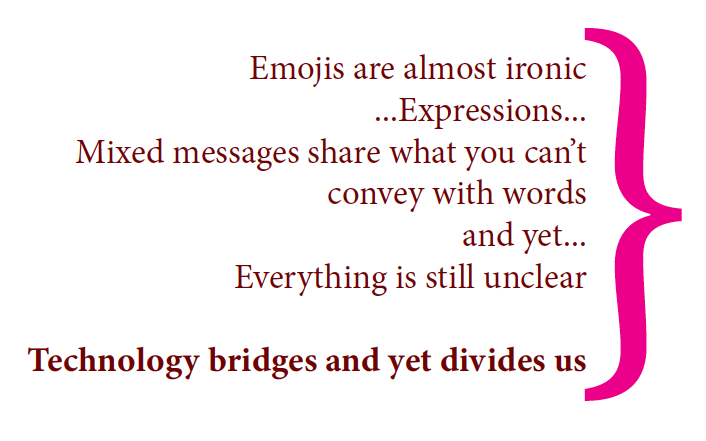 Emojis are almost ironic
...Expressions...
Mixed messages share what you can’t
convey with words
and yet...
Everything is still unclear
Technology bridges and yet divides us
}